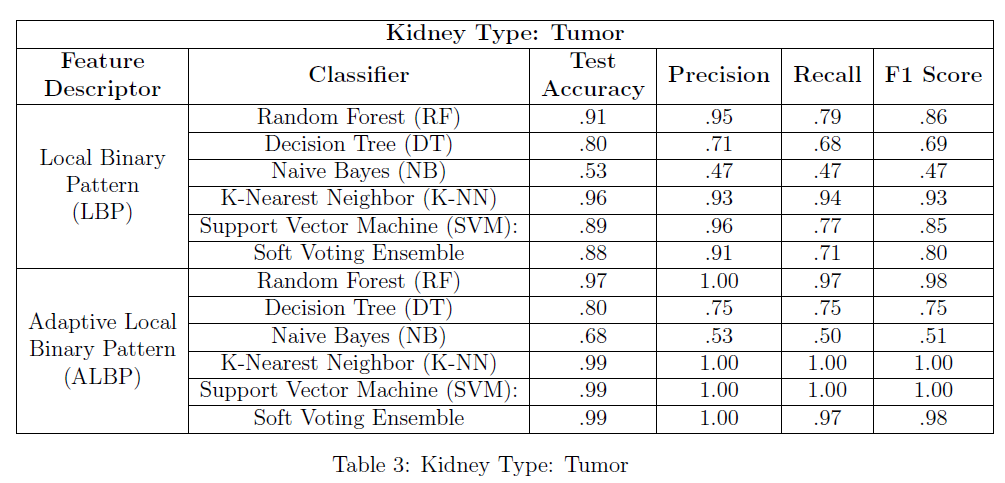 Kidney Type: Tumor
Feature Descriptor Classifier Test Accuracy Precision Recall F1 Score
Local Binary Pattern (LBP)
Random Forest (RF) .91 .95 .79 .86
Decision Tree (DT) .80 .71 .68 .69
Naive Bayes (NB) .53 .47 .47 .47
K-Nearest Neighbor (K-NN) .96 .93 .94 .93
Support Vector Machine (SVM): .89 .96 .77 .85
Soft Voting Ensemble .88 .91 .71 .80
Adaptive Local Binary Pattern (ALBP)
Random Forest (RF) .97 1.00 .97 .98
Decision Tree (DT) .80 .75 .75 .75
Naive Bayes (NB) .68 .53 .50 .51
K-Nearest Neighbor (K-NN) .99 1.00 1.00 1.00
Support Vector Machine (SVM): .99 1.00 1.00 1.00
Soft Voting Ensemble .99 1.00 .97 .98
Table 3: Kidney Type: Tumor